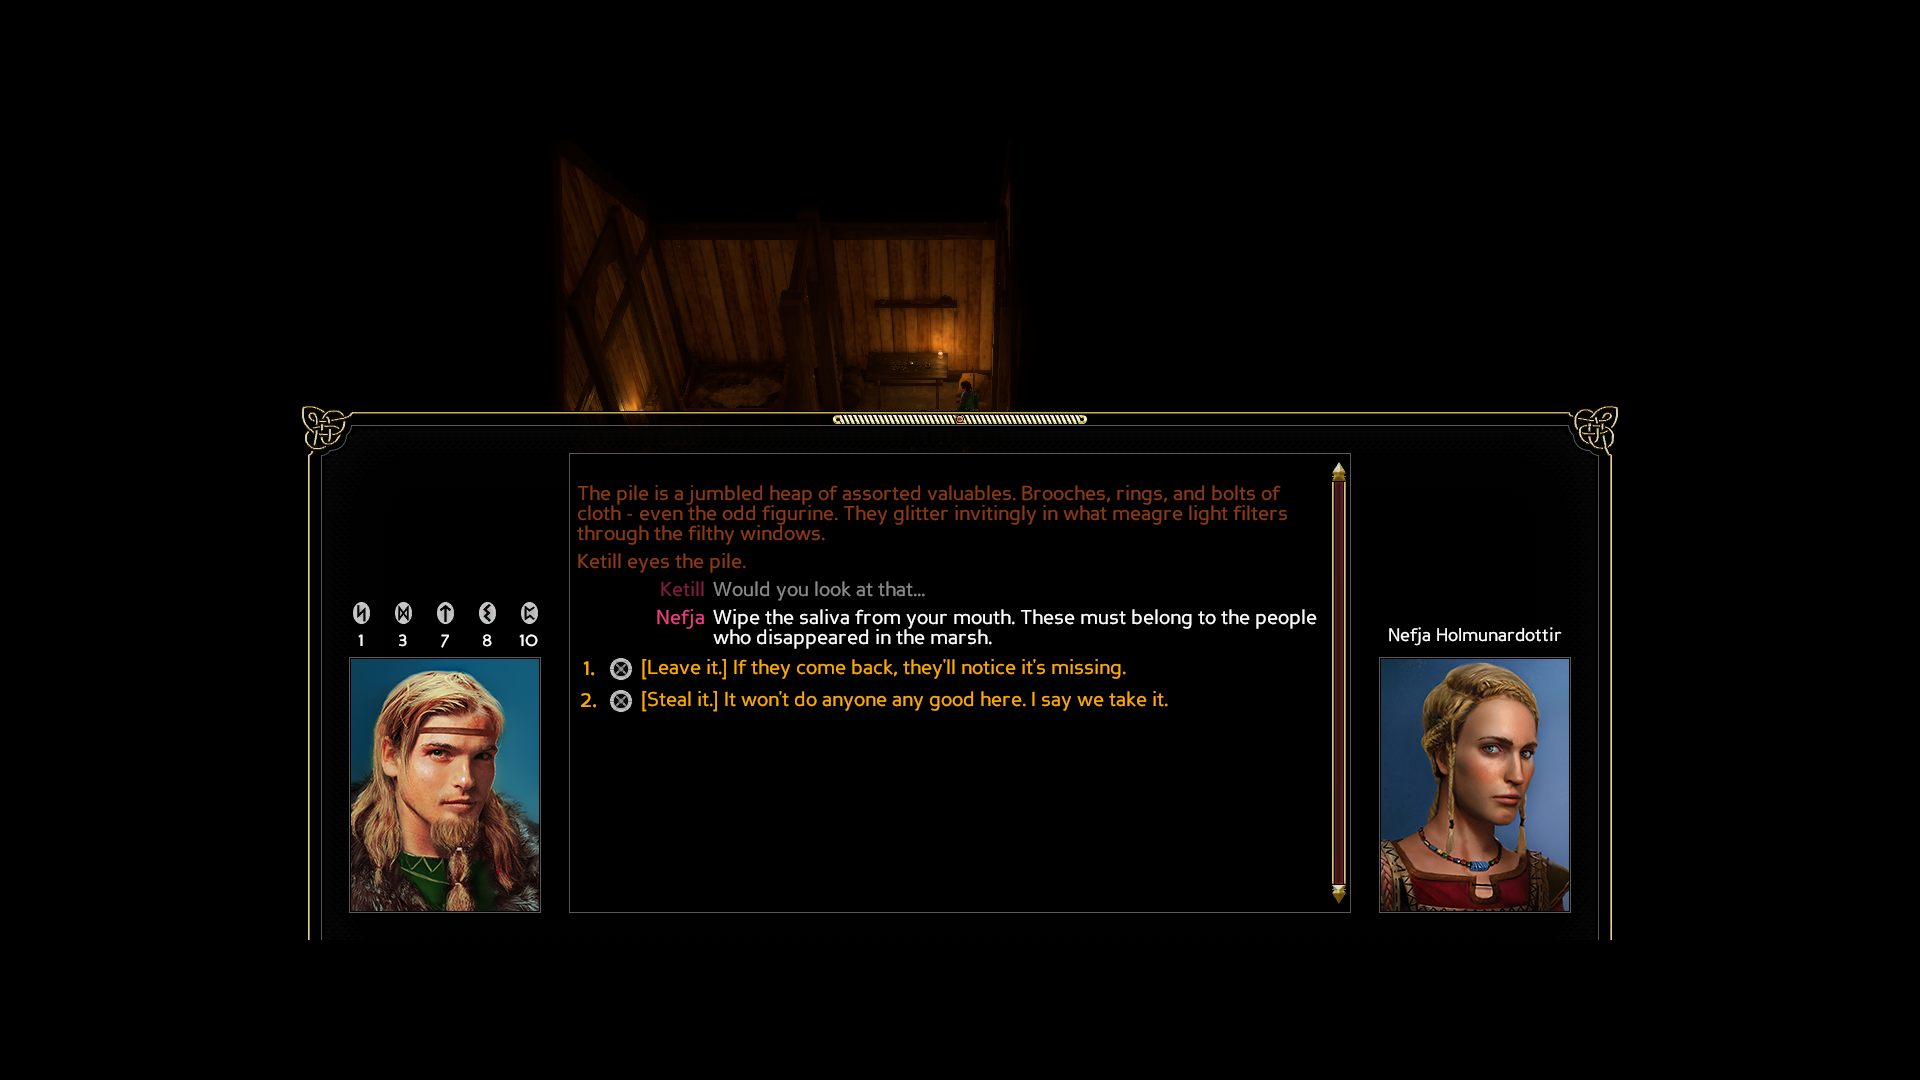 The pile is a jumbled heap of assorted valuables. Brooches, rings, and bolts of
cloth - even the odd figurine. They glitter invitingly in what meagre light filters
through the filthy windows.
Ketill eyes the pile.
Ketill Would you look at that...
Nefja Wipe the saliva from your mouth. These must belong to the people
who disappeared in the marsh.
1. [Leave it.] If they come back, they'll notice it's missing.
2. [Steal it.] It won't do anyone any good here. I say we take it.
ᛋ ᛞ ᛏ ᛊ ᛈ
1 3 7 8 10
Nefja Holmunardottir